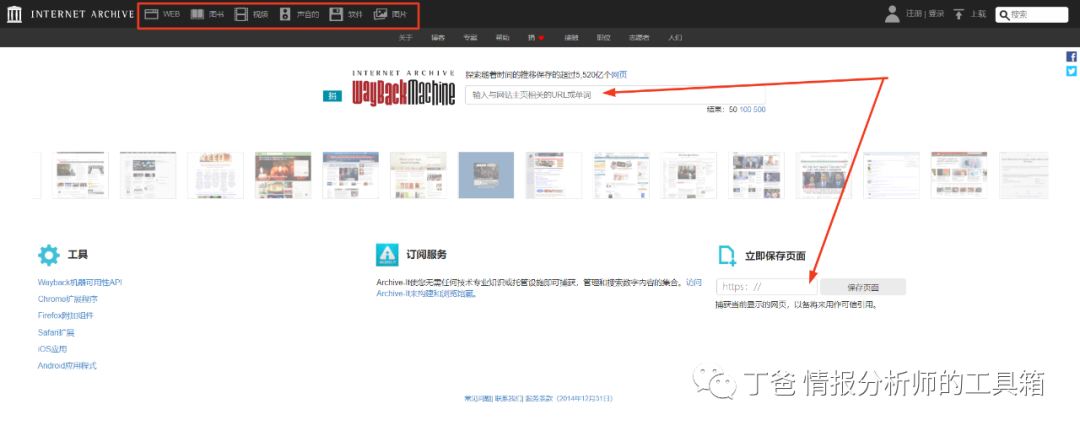 INTERNET ARCHIVE WEB 图书 视频 声音的 软件 图片 注册 | 登录 上载 搜索
关于 博客 专案 帮助 捐 接触 职位 志愿者 人们
INTERNET ARCHIVE
WayBackMachine
捐
探索随着时间的推移保存的超过5,520亿个网页
输入与网站主页相关的URL或单词
结果: 50 100 500
工具
Wayback机器可用性API
Chrome扩展程序
Firefox附加组件
Safari扩展
iOS应用
Android应用程式
订阅服务
Archive-It使您无需任何技术专业知识或托管设施即可捕获，管理和搜索数字内容的集合。访问
Archive-It来构建和浏览馆藏。
立即保存页面
https: //
保存页面
捕获当前显示的网页，以备将来用作可信引用。
丁爸 情报分析师的工具箱
常见问题| 联系我们| 服务条款（2014年12月31日）